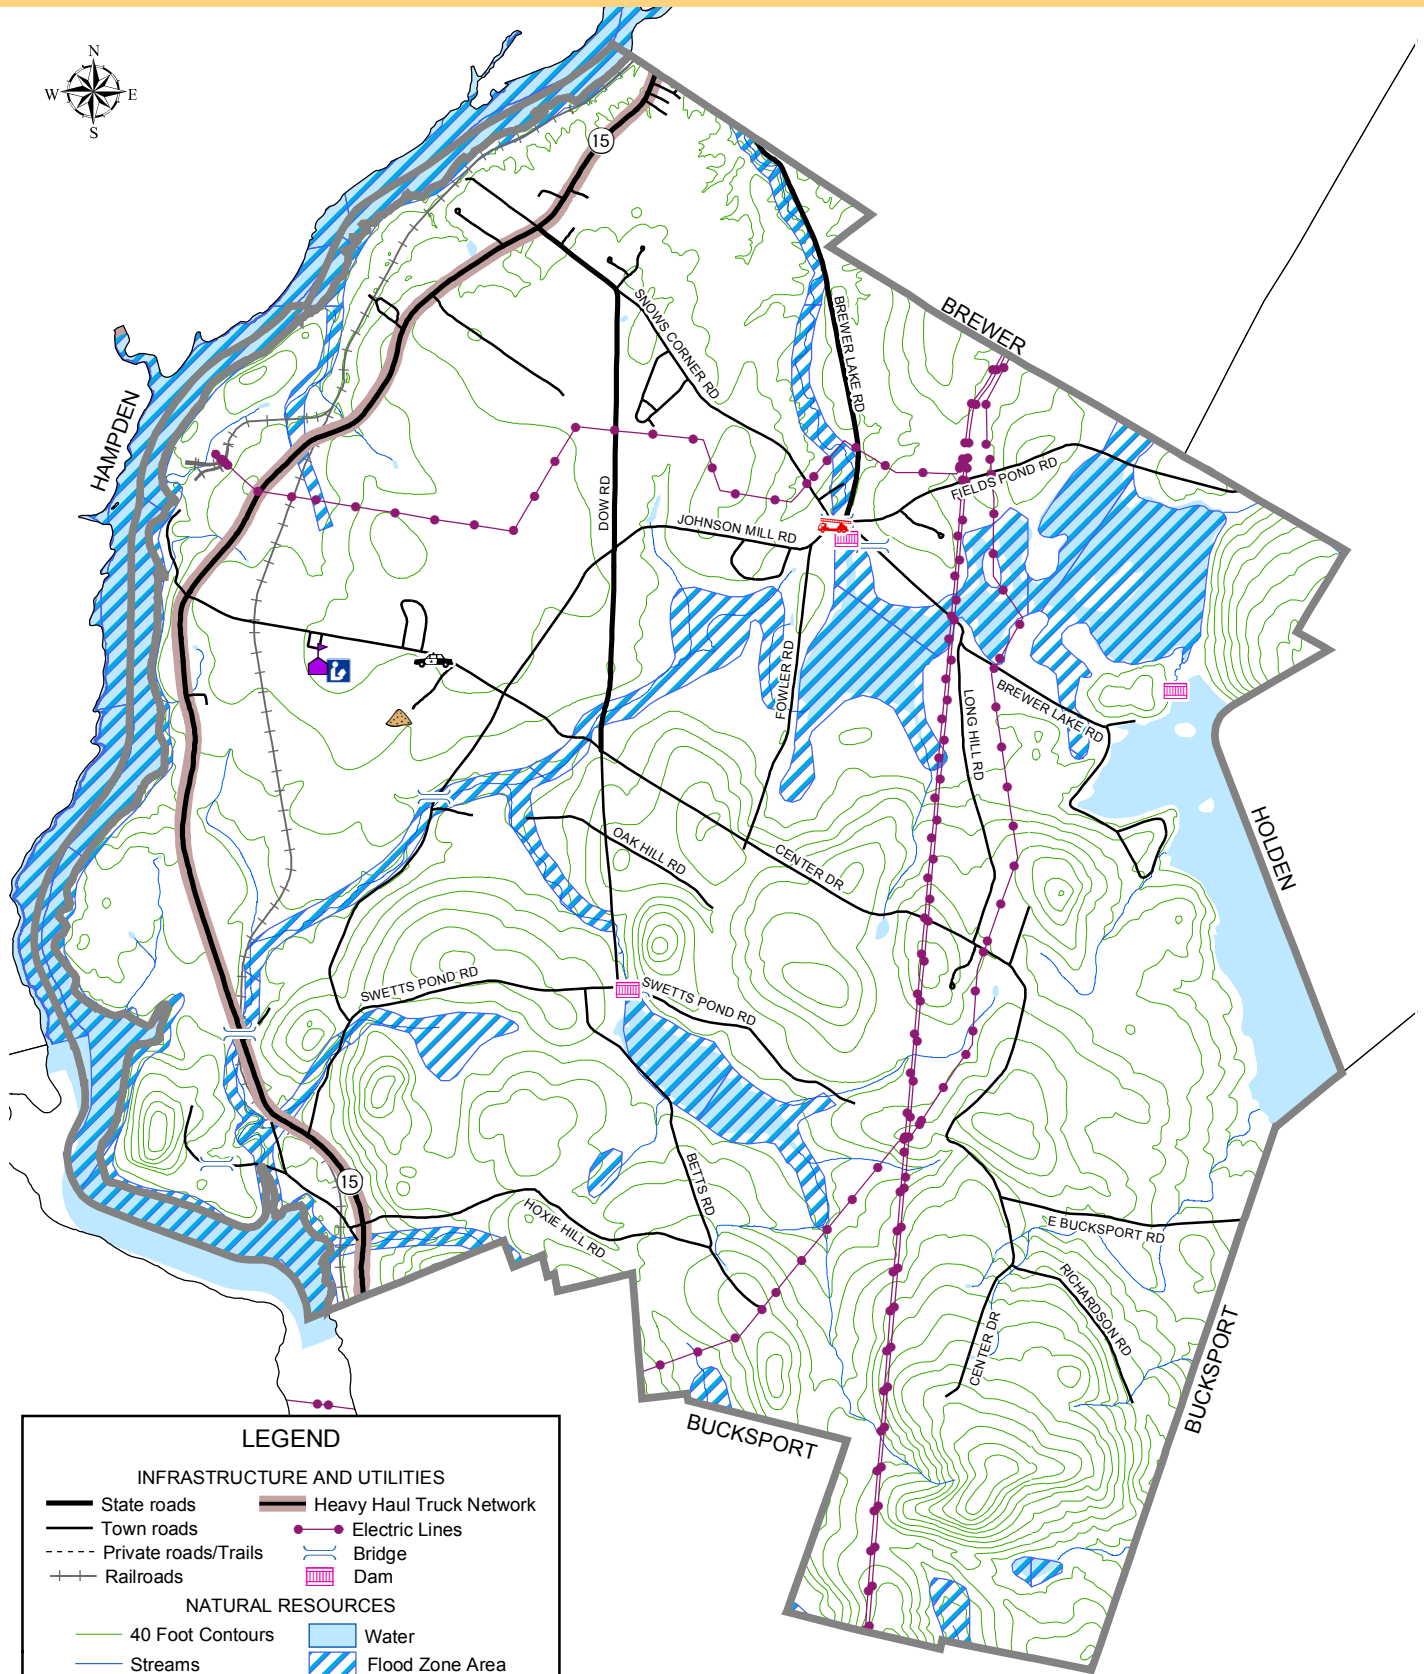 N
W E
S
15
BREWER
HAMPDEN
SNOWS CORNER RD
BREWER LAKE RD
DOW RD
FIELDS POND RD
JOHNSON MILL RD
FOWLER RD
LONG HILL RD
BREWER LAKE RD
HOLDEN
OAK HILL RD
CENTER DR
SWETTS POND RD
SWETTS POND RD
BETTS RD
15
HOXIE HILL RD
E BUCKSPORT RD
RICHARDSON RD
CENTER DR
BUCKSPORT
BUCKSPORT
LEGEND
INFRASTRUCTURE AND UTILITIES
State roads Heavy Haul Truck Network
Town roads Electric Lines
Private roads/Trails Bridge
Railroads Dam
NATURAL RESOURCES
40 Foot Contours Water
Streams Flood Zone Area